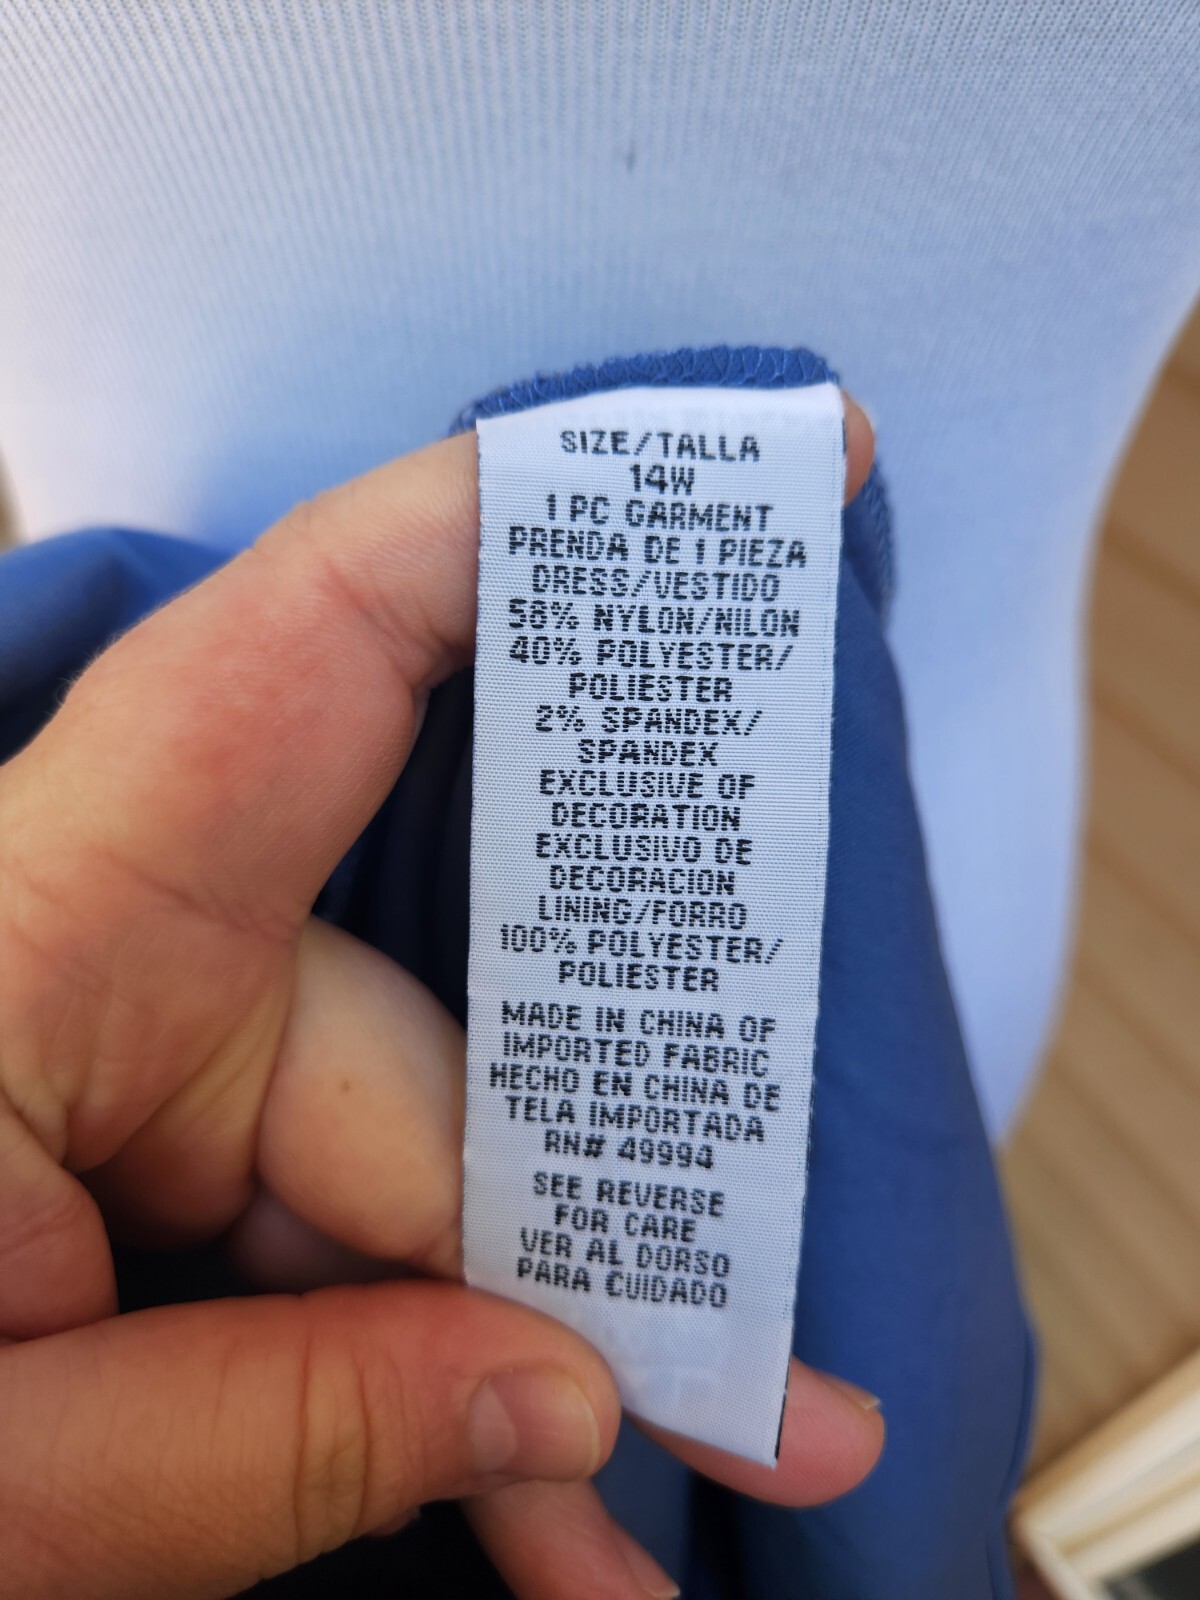 SIZE/TALLA
14W
1 PC GARMENT
PRENDA DE 1 PIEZA
DRESS/VESTIDO
58% NYLON/NILON
40% POLYESTER/
POLIESTER
2% SPANDEX/
SPANDEX
EXCLUSIVE OF
DECORATION
EXCLUSIVO DE
DECORACION
LINING/FORRO
100% POLYESTER/
POLIESTER
MADE IN CHINA OF
IMPORTED FABRIC
HECHO EN CHINA DE
TELA IMPORTADA
RN# 49994
SEE REVERSE
FOR CARE
VER AL DORSO
PARA CUIDADO